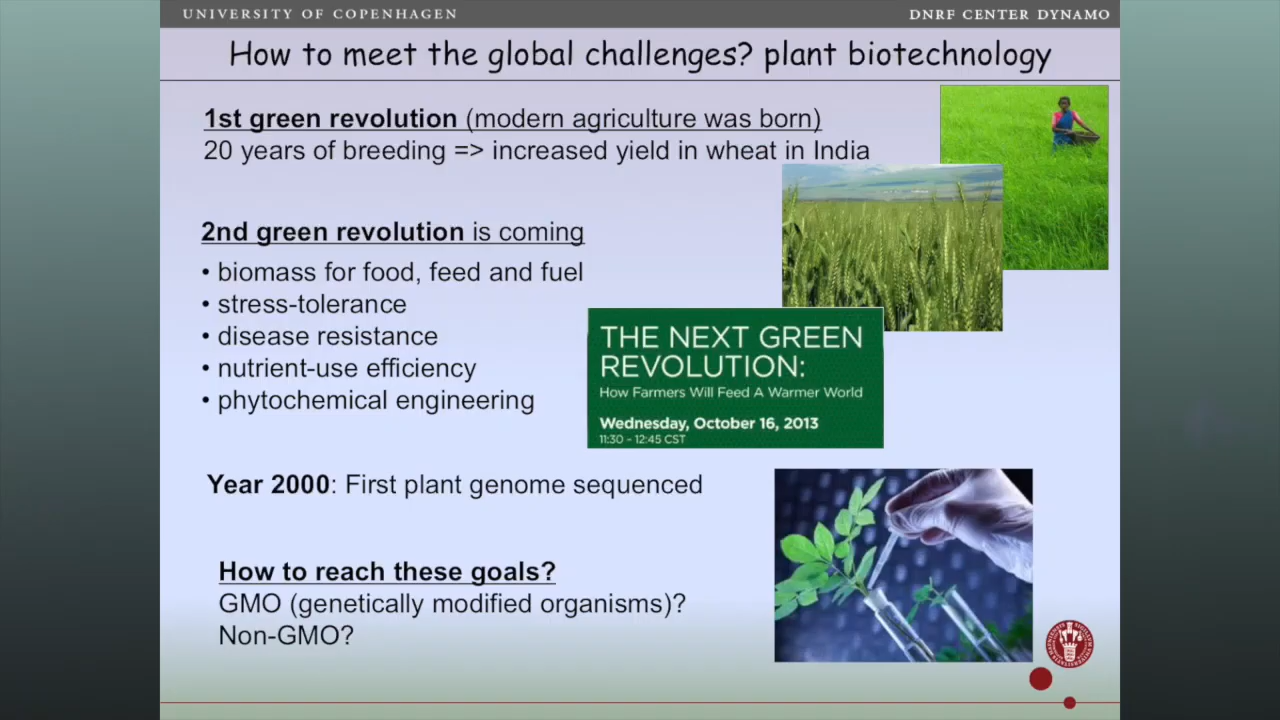 UNIVERSITY OF COPENHAGEN
DNRF CENTER DYNAMO
How to meet the global challenges? plant biotechnology
1st green revolution (modern agriculture was born)
20 years of breeding => increased yield in wheat in India
2nd green revolution is coming
• biomass for food, feed and fuel
• stress-tolerance
• disease resistance
• nutrient-use efficiency
• phytochemical engineering
THE NEXT GREEN
REVOLUTION:
How Farmers Will Feed A Warmer World
Wednesday, October 16, 2013
11:30 – 12:45 CST
Year 2000: First plant genome sequenced
How to reach these goals?
GMO (genetically modified organisms)?
Non-GMO?